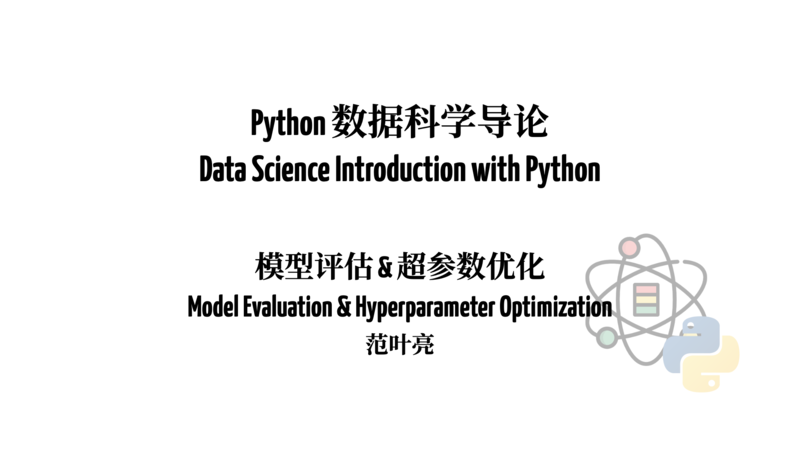 Python 数据科学导论
Data Science Introduction with Python
模型评估 & 超参数优化
Model Evaluation & Hyperparameter Optimization
范叶亮